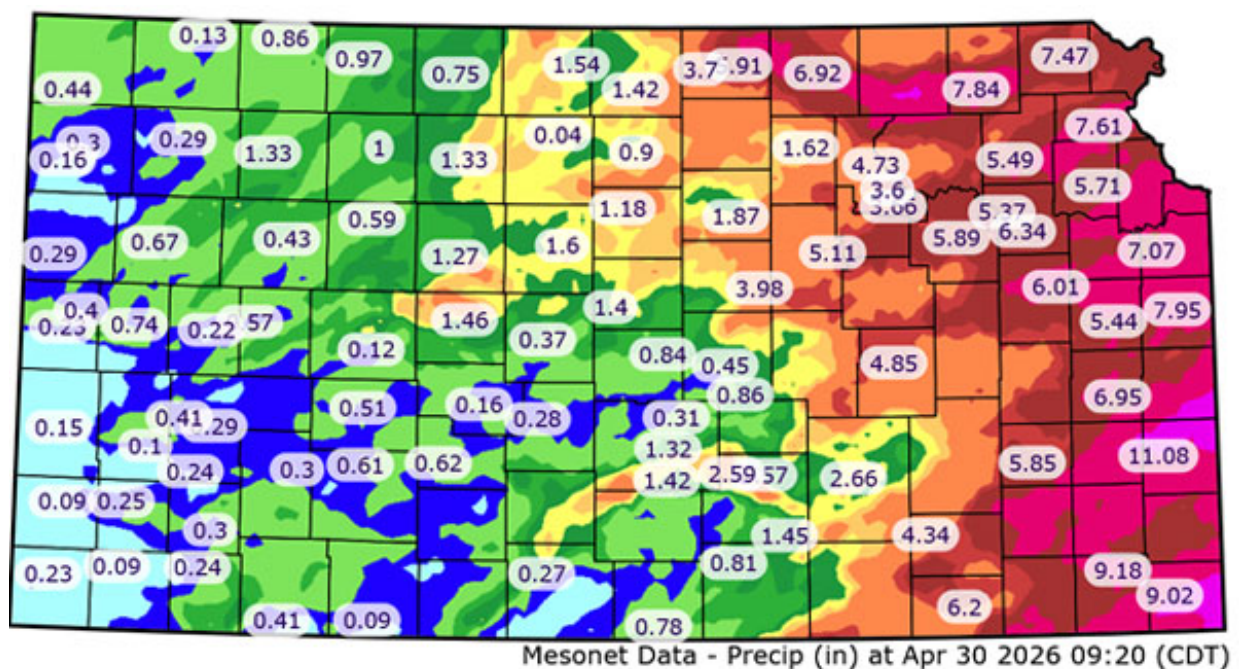 0.13 0.86 0.97 0.75 1.54 1.42 3.7 6.92 7.84 7.47
0.44
0.3 0.16 0.29 1.33 1 1.33 0.04 0.9 1.62 4.73 5.49 7.61
3.6 5.71
0.59 1.18 1.87 5.37
0.29 0.67 0.43 1.27 1.6 5.11 5.89 6.34 7.07
0.4 0.74 0.22 1.46 1.4 3.98 6.01 5.44 7.95
0.12 0.37 0.84 0.45 4.85
0.15 0.41 0.51 0.16 0.28 0.31 0.86 6.95
0.1 0.24 0.3 0.61 0.62 1.32 1.42 2.59 2.66 5.85 11.08
0.09 0.25 0.3 1.45 4.34
0.23 0.09 0.24 0.27 0.81 9.18 9.02
0.41 0.09 0.78 6.2
Mesonet Data - Precip (in) at Apr 30 2026 09:20 (CDT)